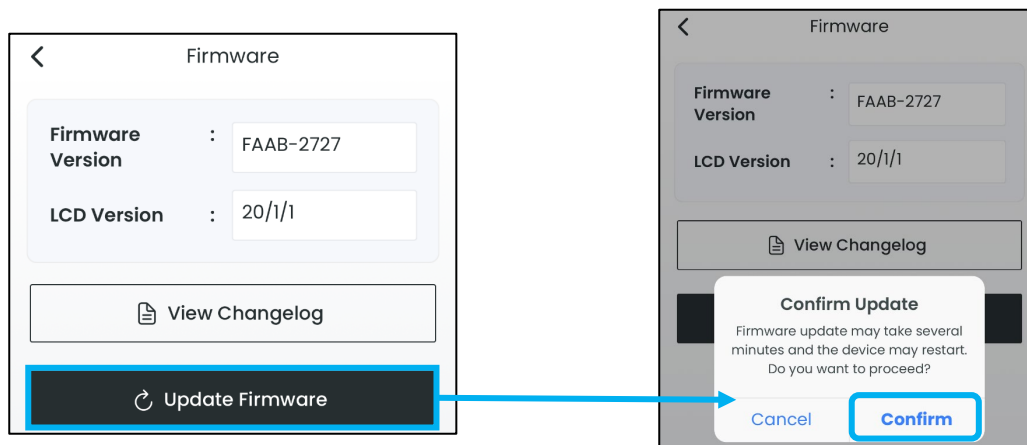 Firmware
Firmware Version : FAAB-2727
LCD Version : 20/1/1
View Changelog
Update Firmware
Firmware
Firmware Version : FAAB-2727
LCD Version : 20/1/1
View Changelog
Confirm Update
Firmware update may take several
minutes and the device may restart.
Do you want to proceed?
Cancel Confirm